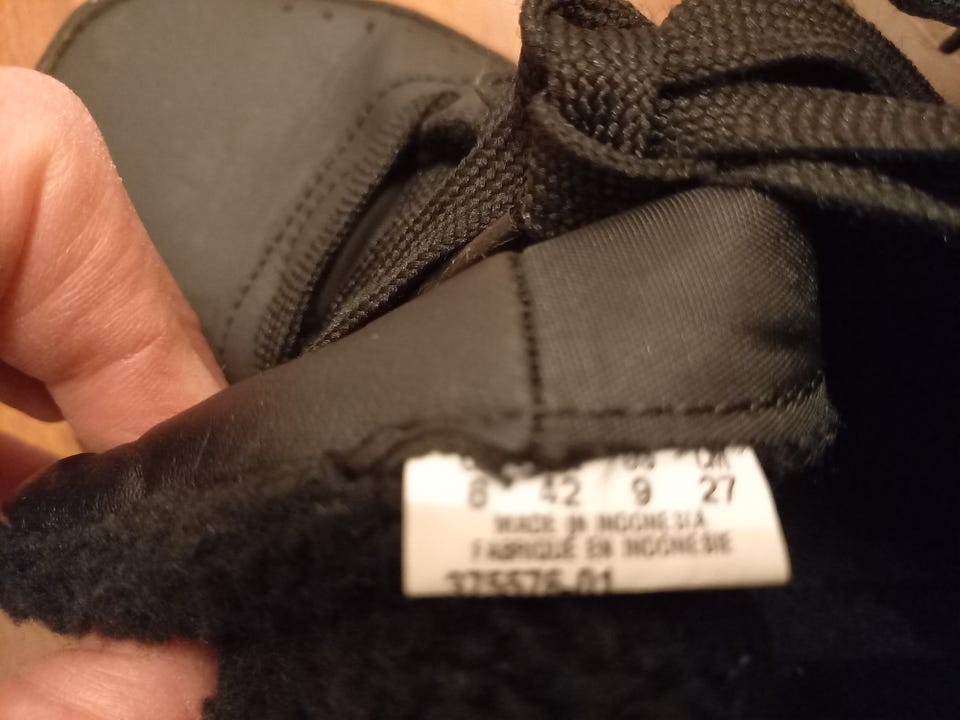 8 42 9 27
MADE IN INDONESIA
FABRIQUÉ EN INDONÉSIE
375576-01